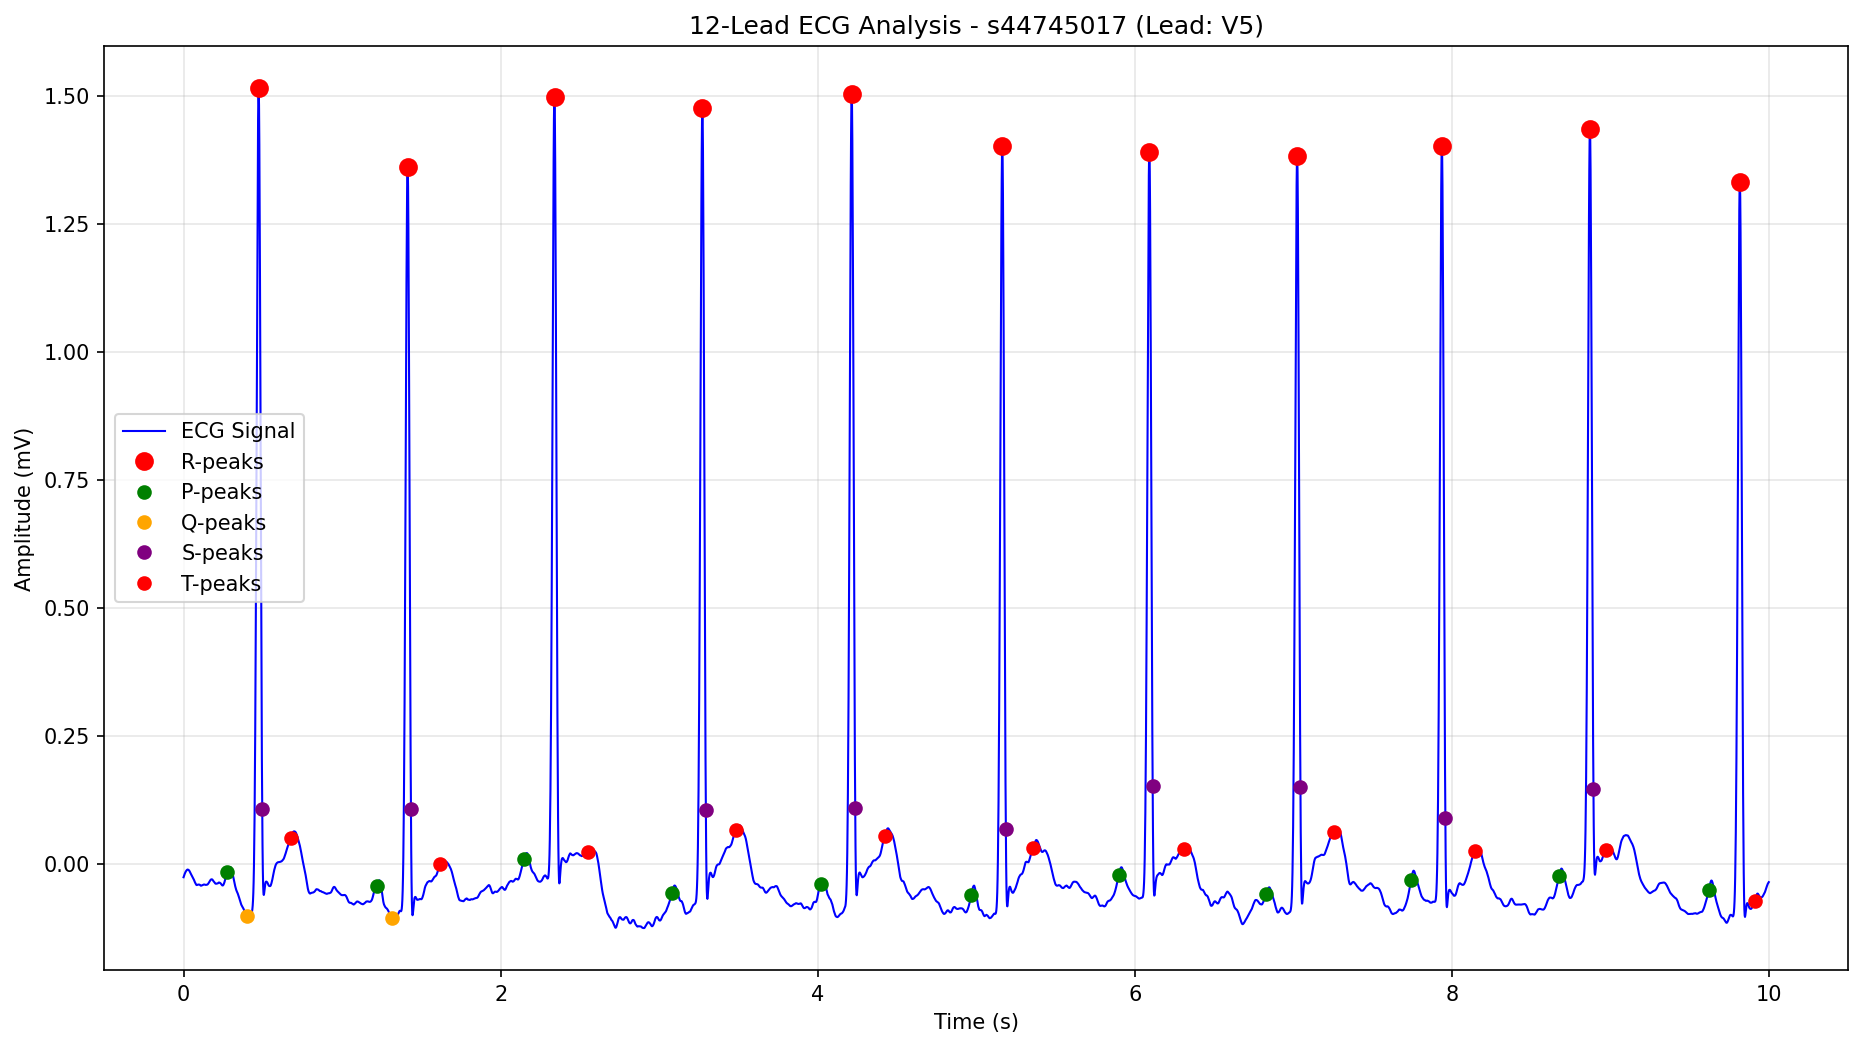 12-Lead ECG Analysis - s44745017 (Lead: V5)
Amplitude (mV)
1.50
1.25
1.00
0.75
0.50
0.25
0.00
ECG Signal
R-peaks
P-peaks
Q-peaks
S-peaks
T-peaks
0 2 4 6 8 10
Time (s)